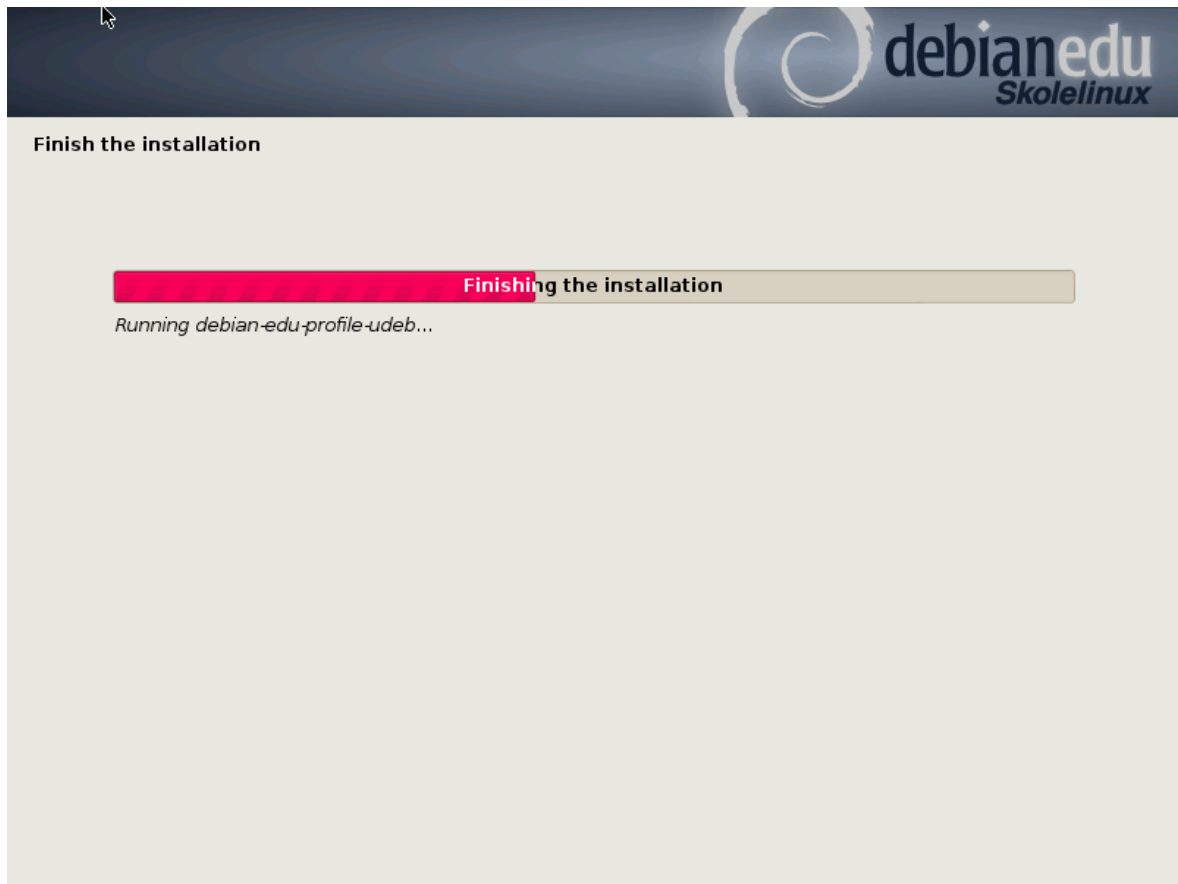 debianedu
Skolelinux
Finish the installation
Finishing the installation
Running debian-edu-profile-udeb...